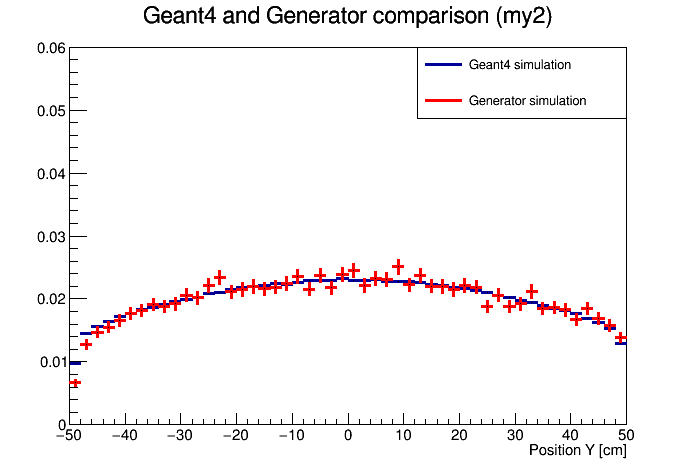 Geant4 and Generator comparison (my2)
0.06
Geant4 simulation
0.05
Generator simulation
0.04
0.03
0.02
0.01
0
−50 −40 −30 −20 −10 0 10 20 30 40 50
Position Y [cm]